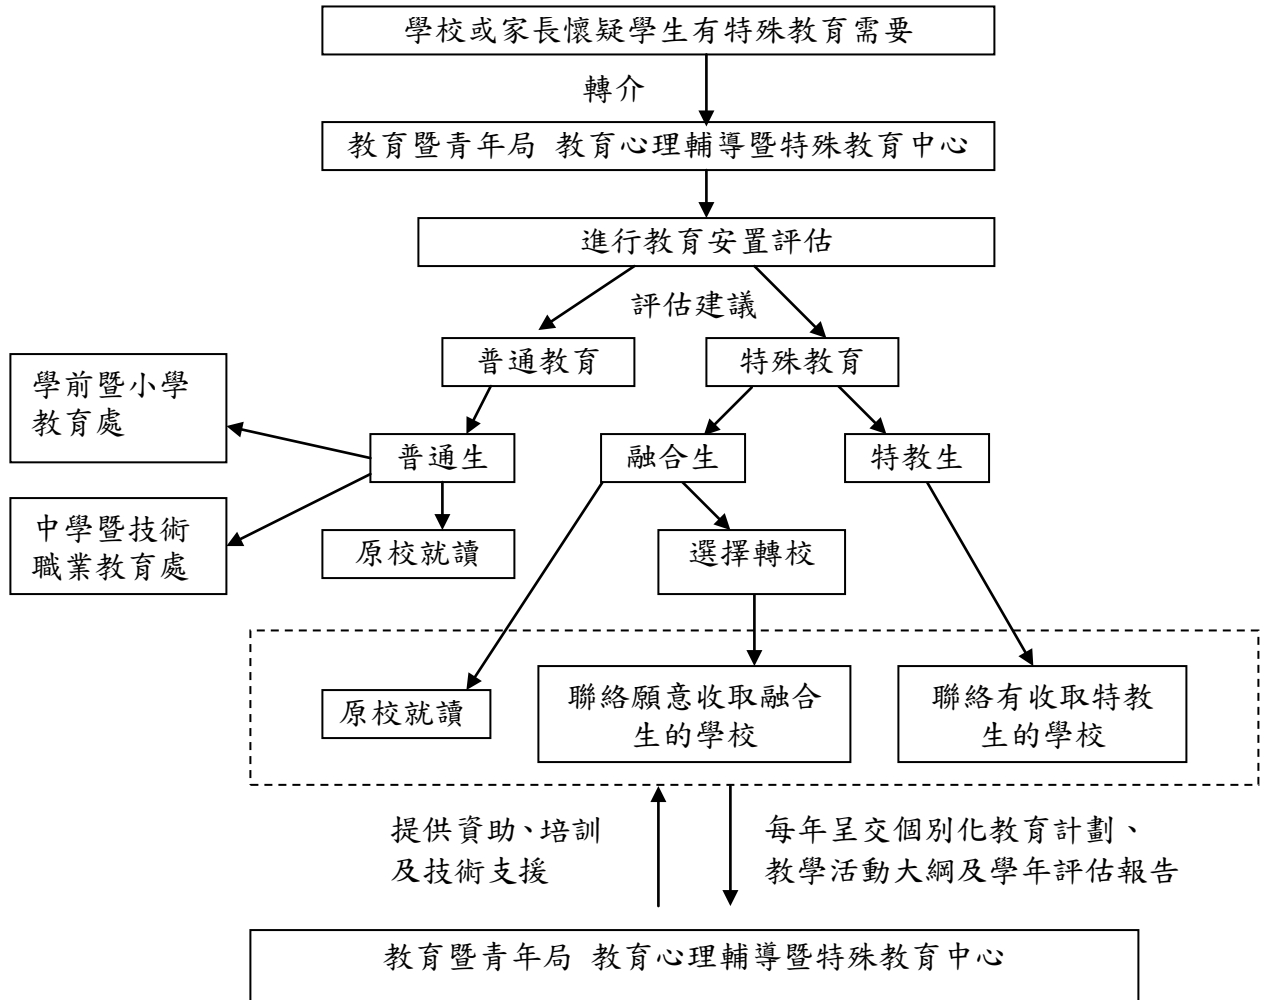 學校或家長懷疑學生有特殊教育需要
轉介
教育暨青年局 教育心理輔導暨特殊教育中心
進行教育安置評估
評估建議
普通教育
特殊教育
學前暨小學
教育處
普通生
融合生
特教生
中學暨技術
職業教育處
原校就讀
選擇轉校
原校就讀
聯絡願意收取融合
生的學校
聯絡有收取特教
生的學校
提供資助、培訓
及技術支援
每年呈交個別化教育計劃、
教學活動大綱及學年評估報告
教育暨青年局 教育心理輔導暨特殊教育中心